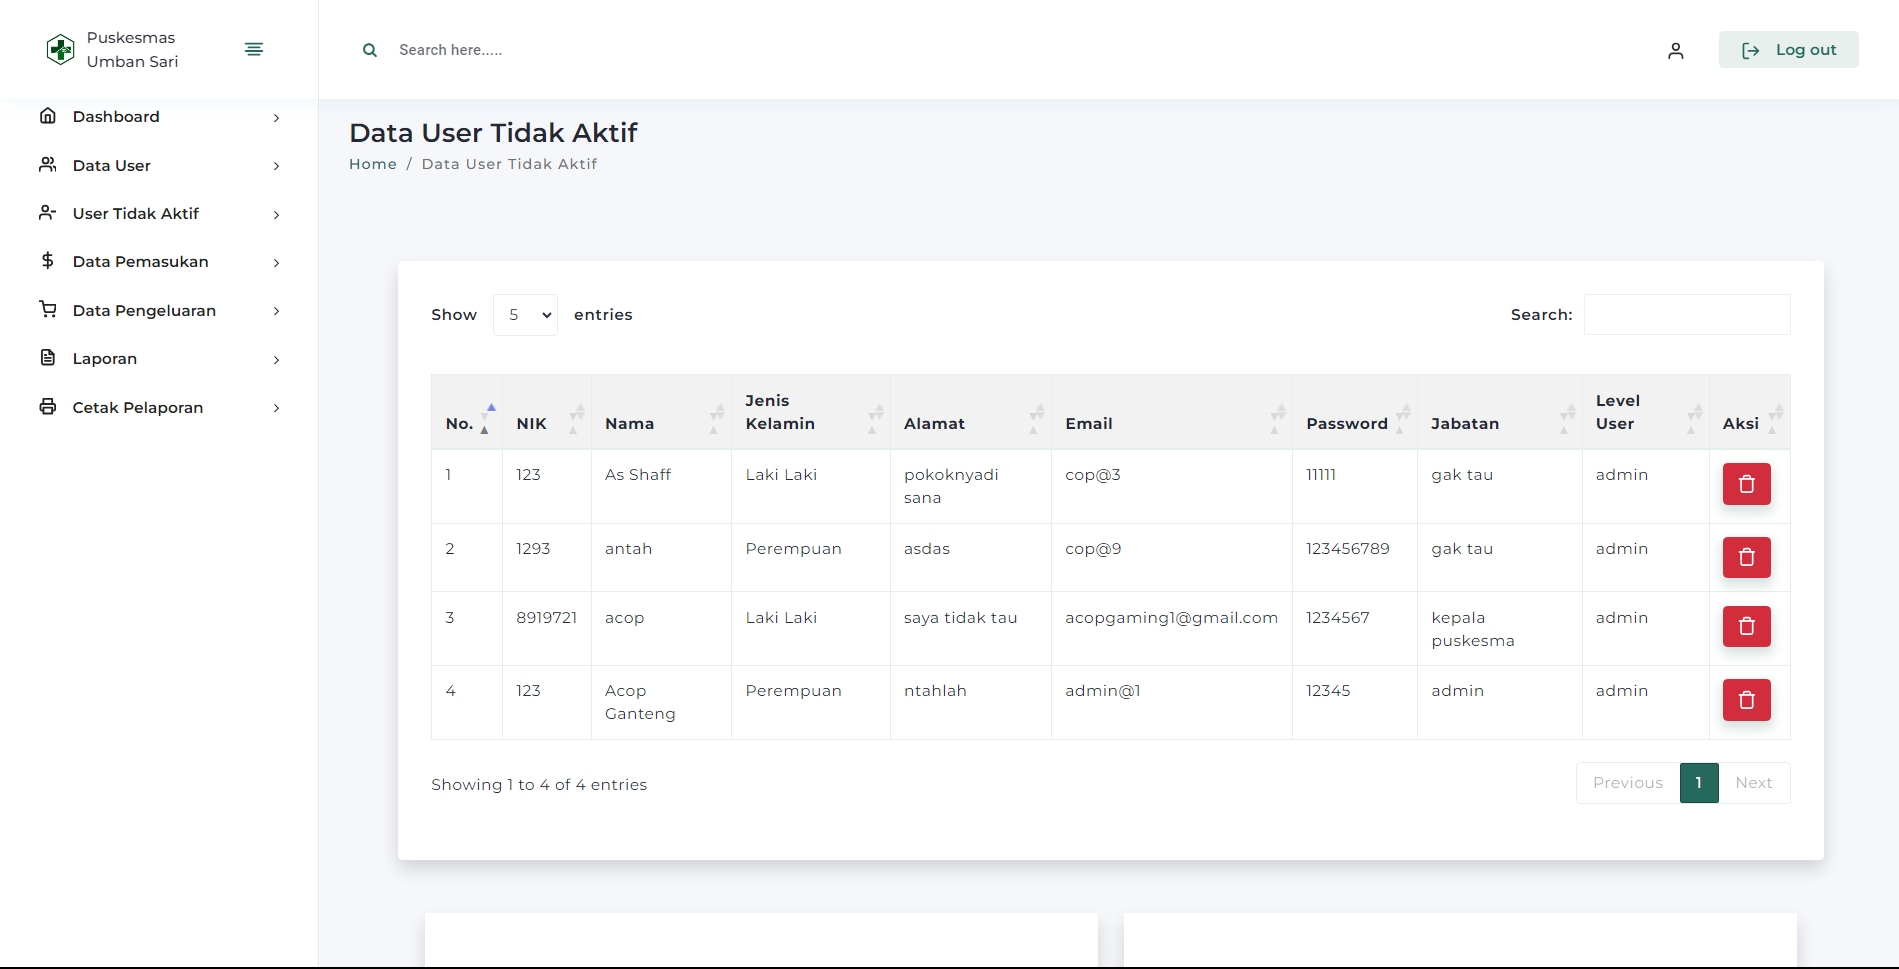 Puskesmas
Umban Sari
Search here.....
Log out
Dashboard
Data User
User Tidak Aktif
Data Pemasukan
Data Pengeluaran
Laporan
Cetak Pelaporan
Data User Tidak Aktif
Home / Data User Tidak Aktif
Show 5 entries
Search:
No. NIK Nama Jenis Kelamin Alamat Email Password Jabatan Level User Aksi
1 123 As Shaff Laki Laki pokoknyadi sana cop@3 11111 gak tau admin
2 1293 antah Perempuan asdas cop@9 123456789 gak tau admin
3 8919721 acop Laki Laki saya tidak tau acopgaming1@gmail.com 1234567 kepala puskesma admin
4 123 Acop Ganteng Perempuan ntahlah admin@1 12345 admin admin
Showing 1 to 4 of 4 entries
Previous 1 Next